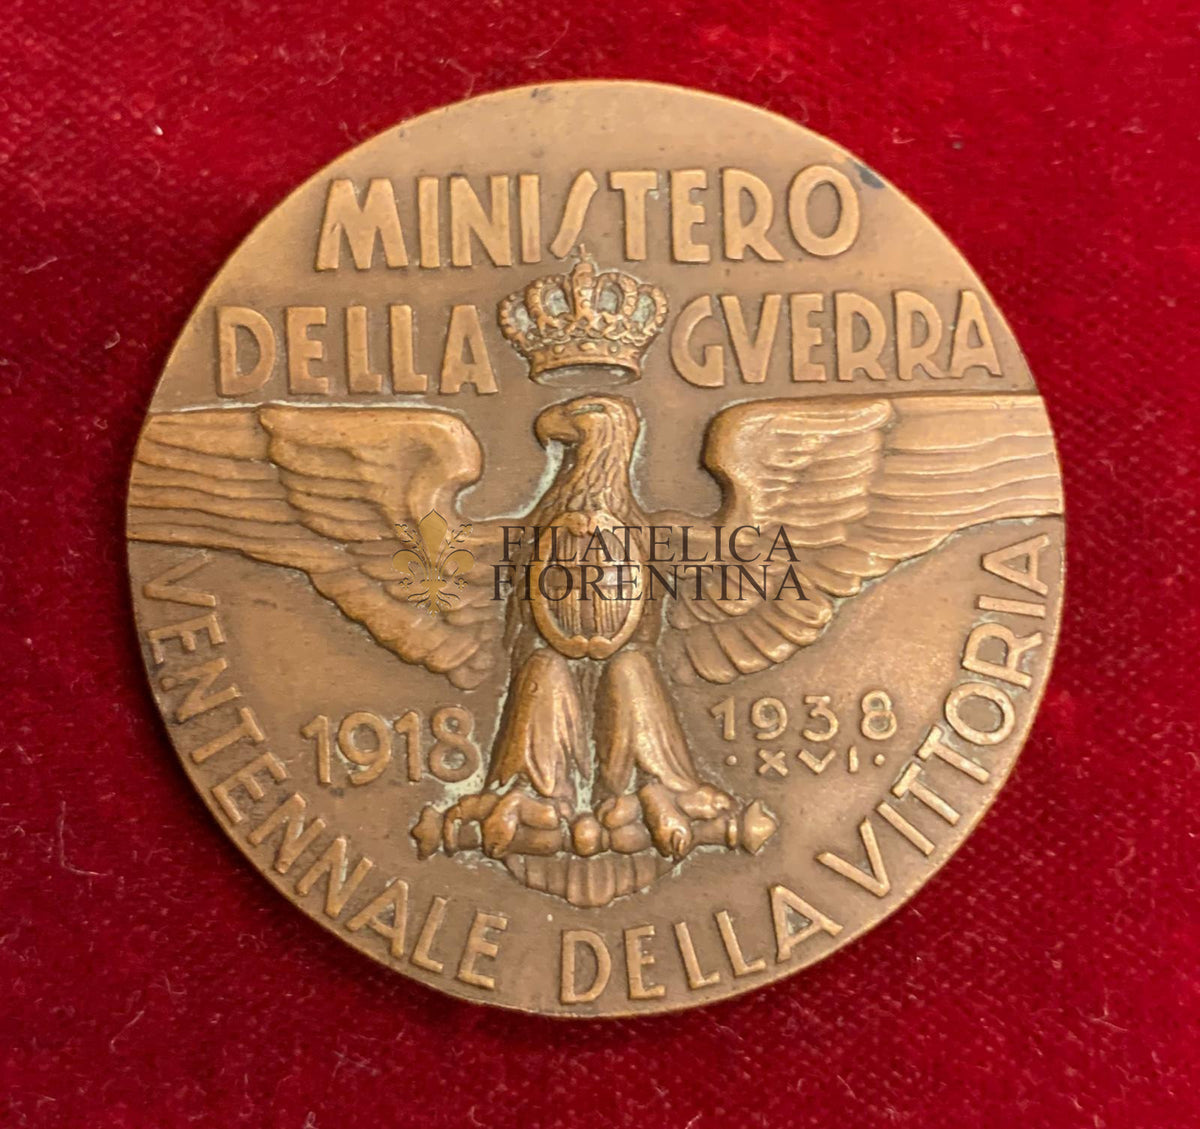 MINISTERO
DELLA GVERRA
FILATELICA
FIORENTINA
1918 1938
·XVI·
VENTENNALE DELLA VITTORIA